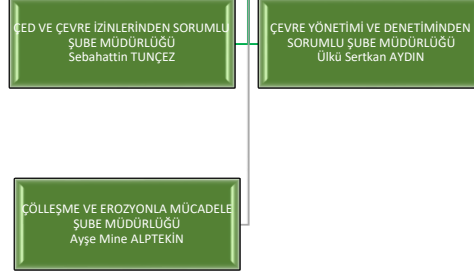 ÇED VE ÇEVRE İZİNLERİNDEN SORUMLU
ŞUBE MÜDÜRLÜĞÜ
Sebahattin TUNÇEZ
ÇEVRE YÖNETİMİ VE DENETİMİNDEN
SORUMLU ŞUBE MÜDÜRLÜĞÜ
Ülkü Sertkan AYDIN
ÇÖLLEŞME VE EROZYONLA MÜCADELE
ŞUBE MÜDÜRLÜĞÜ
Ayşe Mine ALPTEKİN